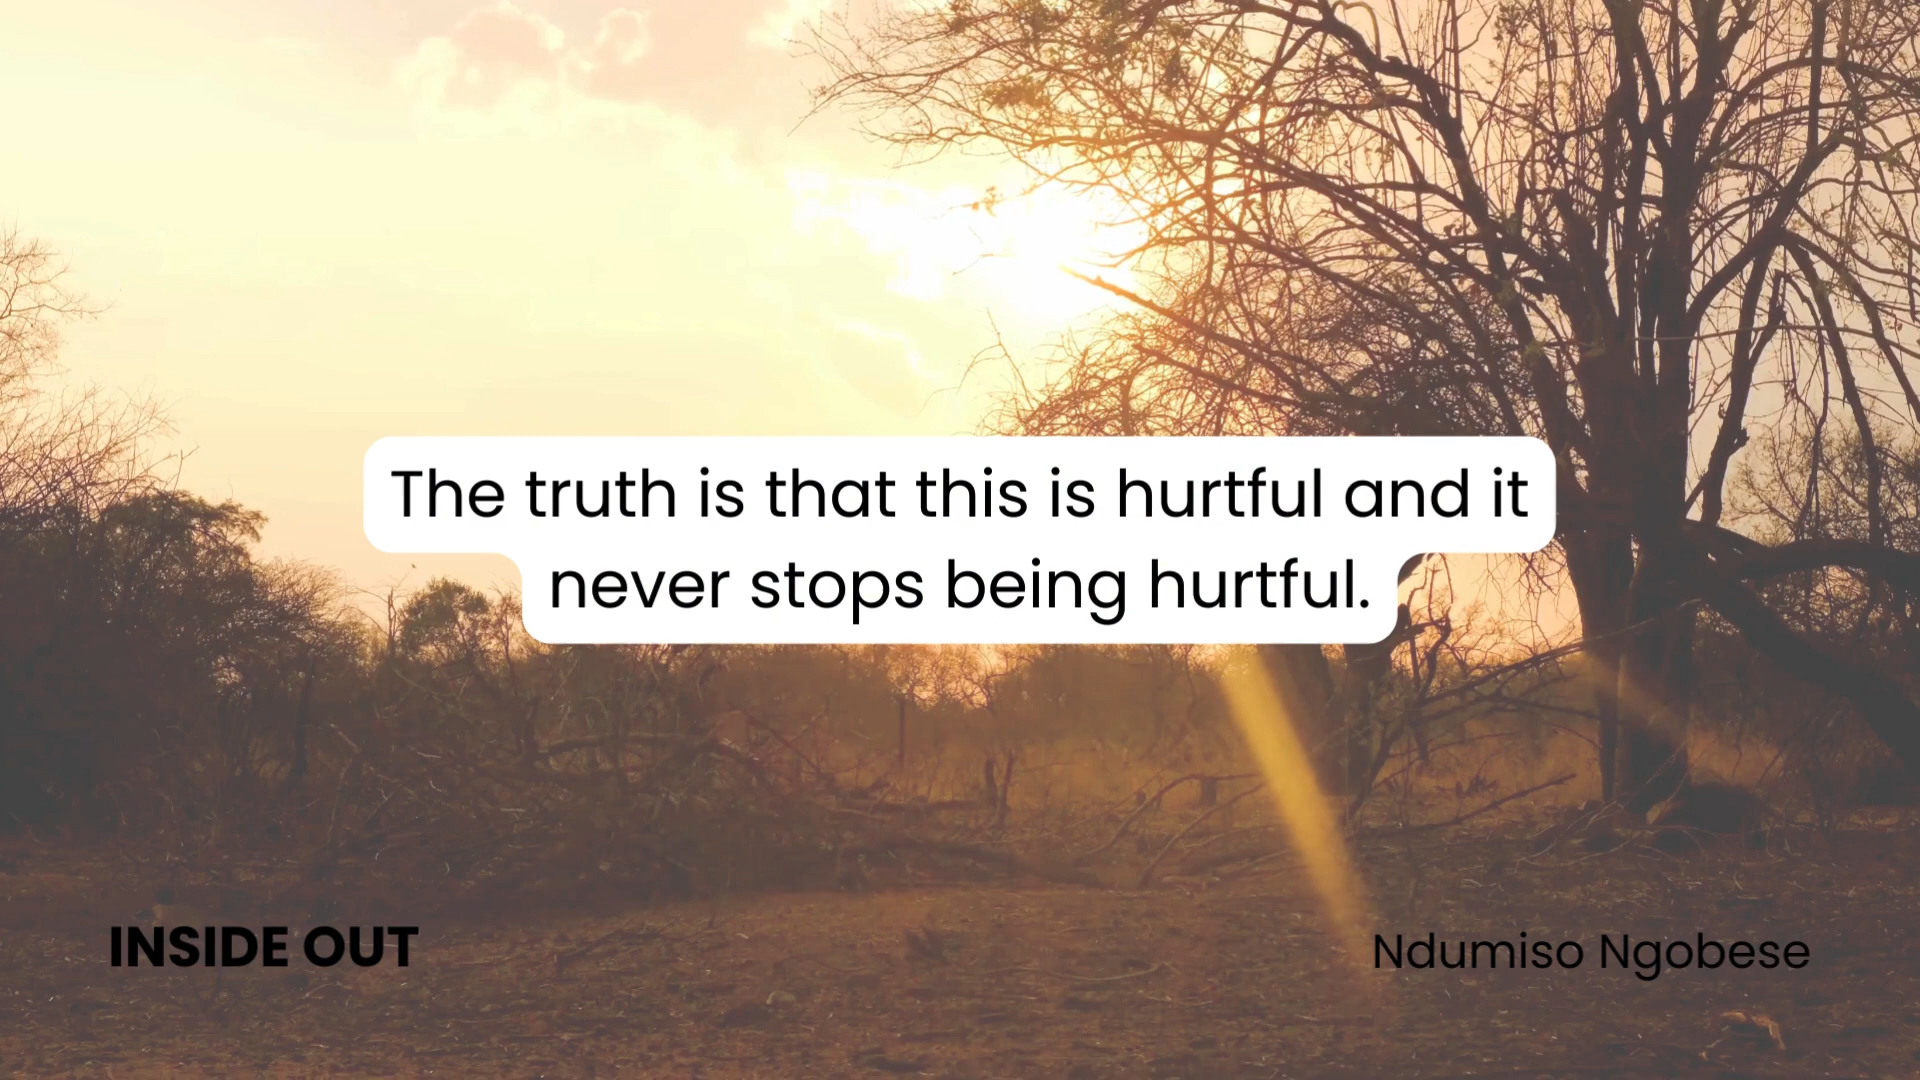 The truth is that this is hurtful and it
never stops being hurtful.
INSIDE OUT
Ndumiso Ngobese